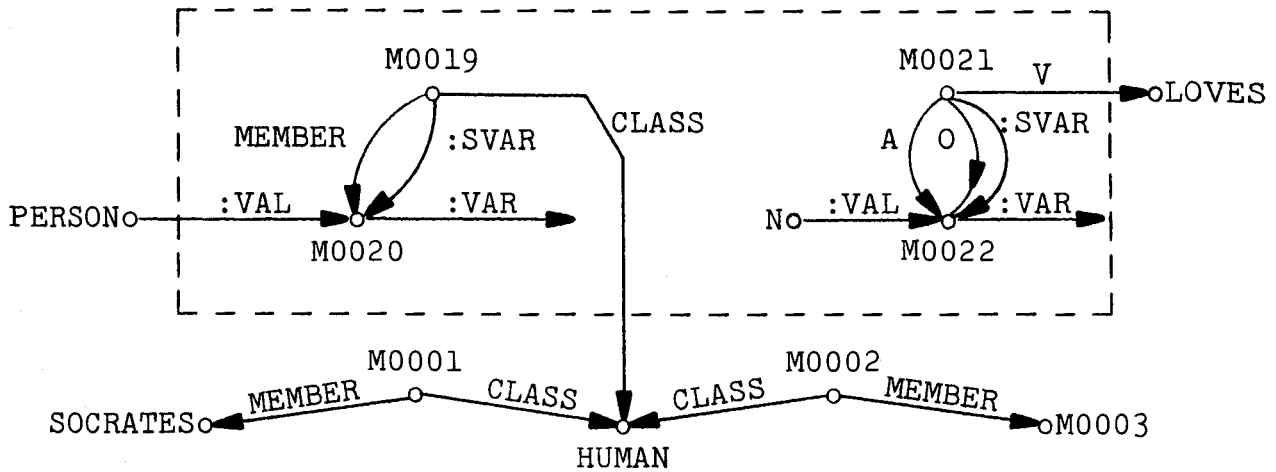 M0019 M0021
V
LOVES
MEMBER :SVAR CLASS A O :SVAR
PERSON :VAL :VAR N :VAL :VAR
M0020 M0022
M0001 M0002
MEMBER CLASS CLASS MEMBER
SOCRATES M0003
HUMAN